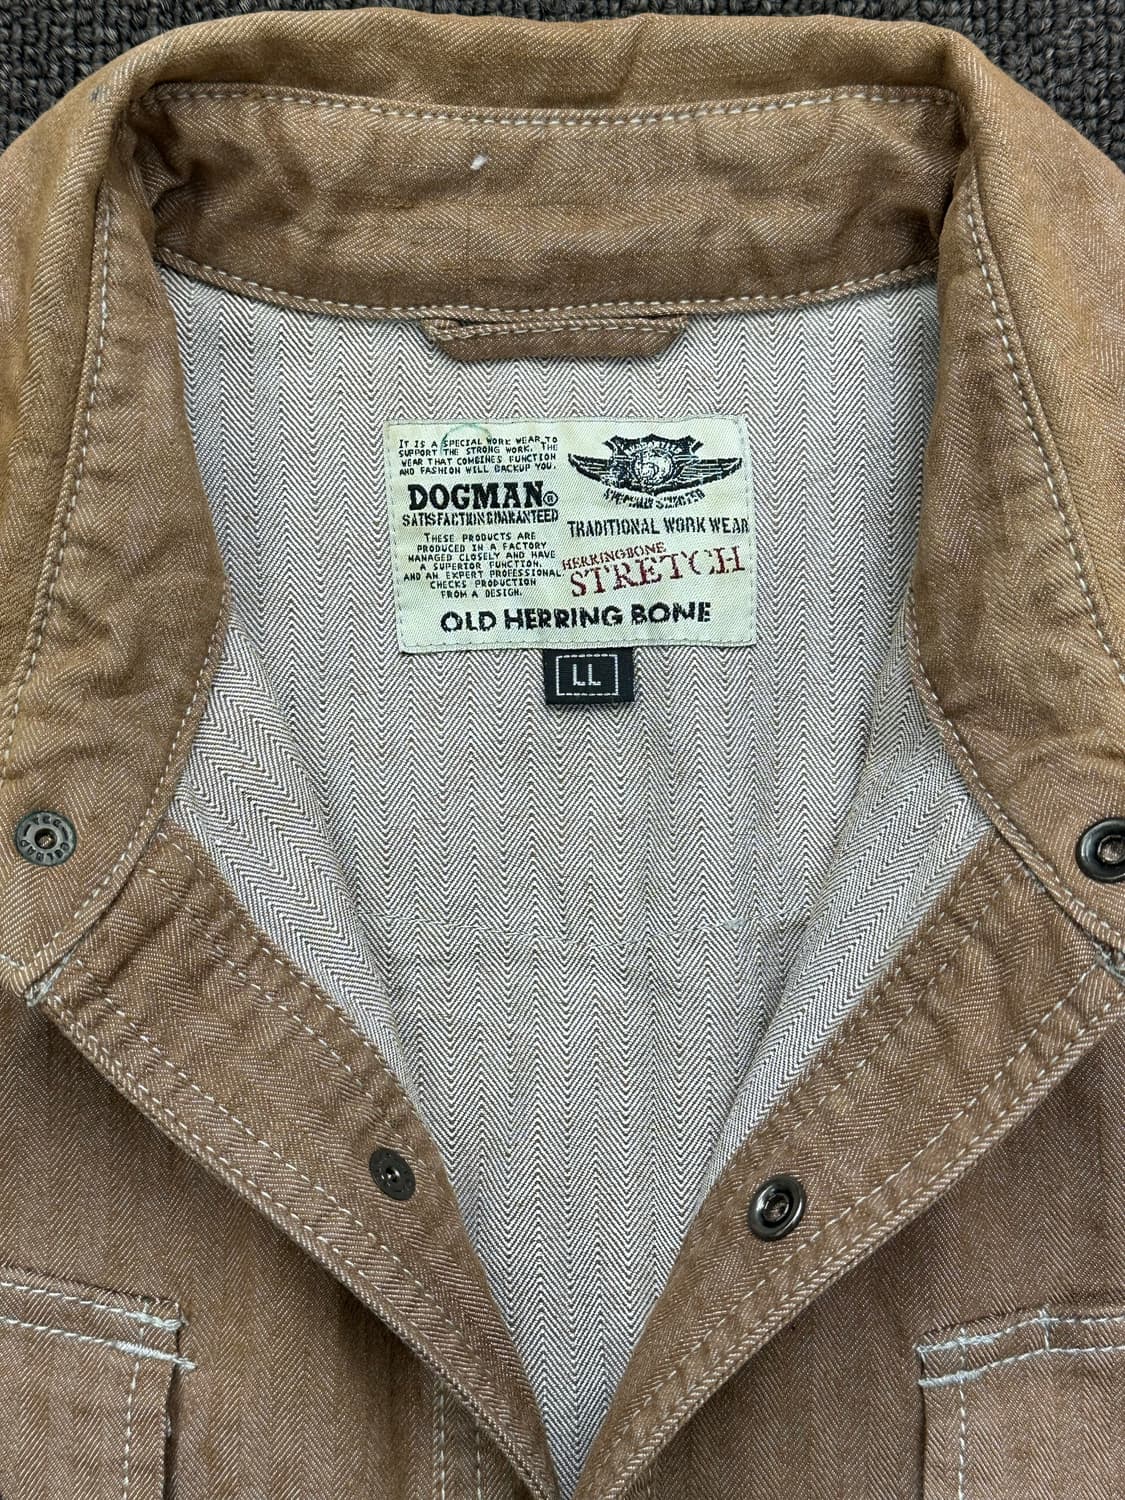 IT IS A SPECIAL WORK WEAR TO
SUPPORT THE STRONG WORK. THE
WEAR THAT COMBINES FUNCTION
AND FASHION WILL BACKUP YOU.
DOGMAN®
SATISFACTION GUARANTEED
THESE PRODUCTS ARE
PRODUCED IN A FACTORY
MANAGED CLOSELY AND HAVE
A SUPERIOR FUNCTION.
AND AN EXPERT PROFESSIONAL
CHECKS PRODUCTION
FROM A DESIGN.
TRADITIONAL WORK WEAR
HERRINGBONE
STRETCH
OLD HERRING BONE
LL